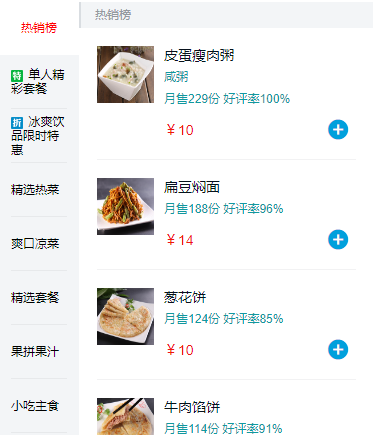 热销榜
特 单人精
彩套餐
折 冰爽饮
品限时特
惠
精选热菜
爽口凉菜
精选套餐
果拼果汁
小吃主食
热销榜
皮蛋瘦肉粥
咸粥
月售229份 好评率100%
￥10
扁豆焖面
月售188份 好评率96%
￥14
葱花饼
月售124份 好评率85%
￥10
牛肉馅饼
月售114份 好评率91%